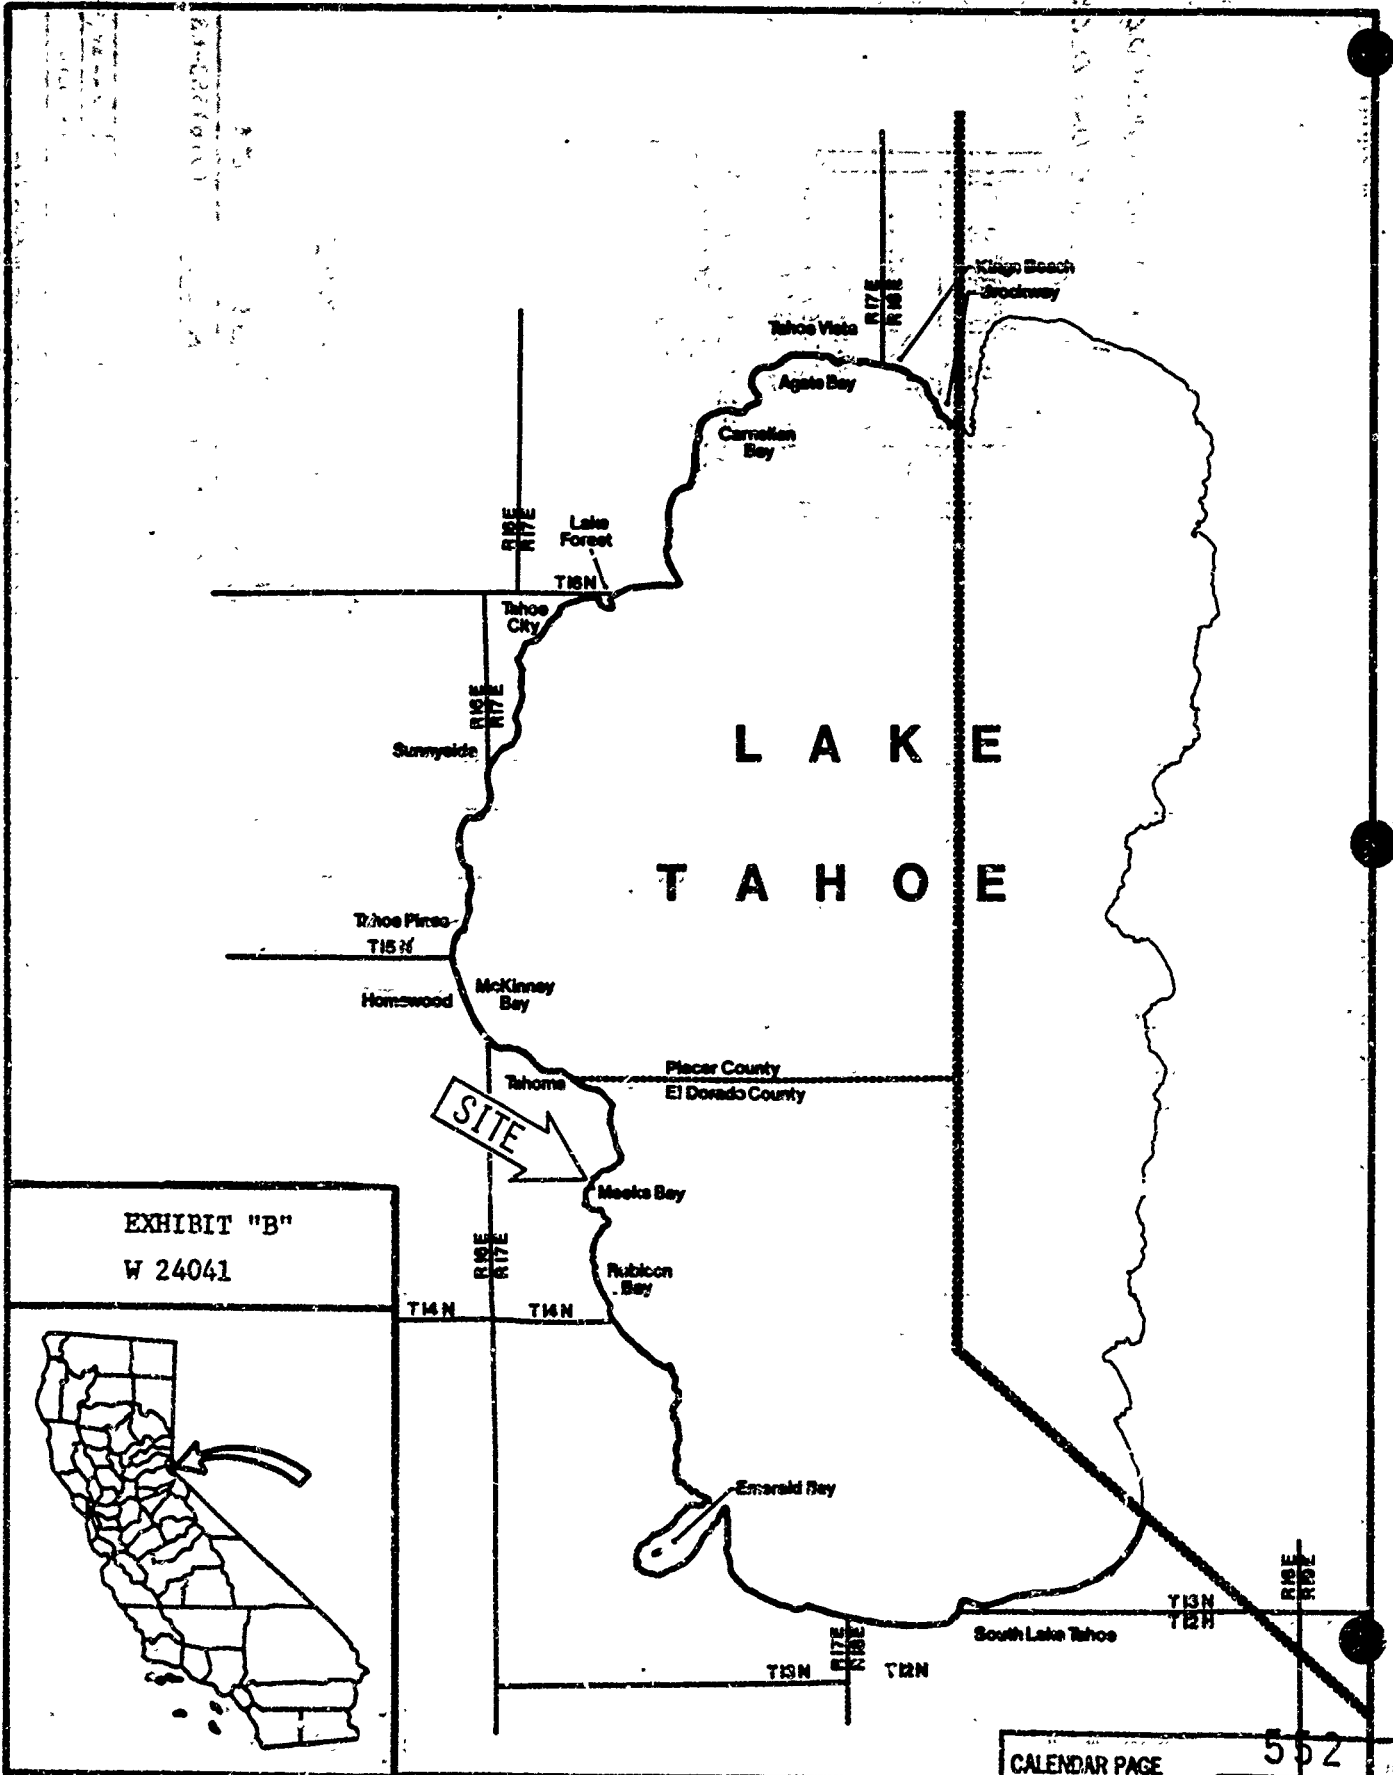 Kings Beach
Brockway
R17E
R18E
Tahoe Vista
Agate Bay
Carnelian
Bay
R16E
R17E
Lake
Forest
T16N
Tahoe
City
R16E
R17E
Sunnyside
LAKE
TAHOE
Tahoe Pines
T15N
Homewood
McKinney
Bay
Placer County
El Dorado County
Tahoma
SITE
Meeks Bay
R16E
R17E
Rubicon
Bay
EXHIBIT "B"
W 24041
T14N
T14N
Emerald Bay
R18E
R19E
T13N
T12N
South Lake Tahoe
R17E
R18E
T13N
T12N
CALENDAR PAGE
552